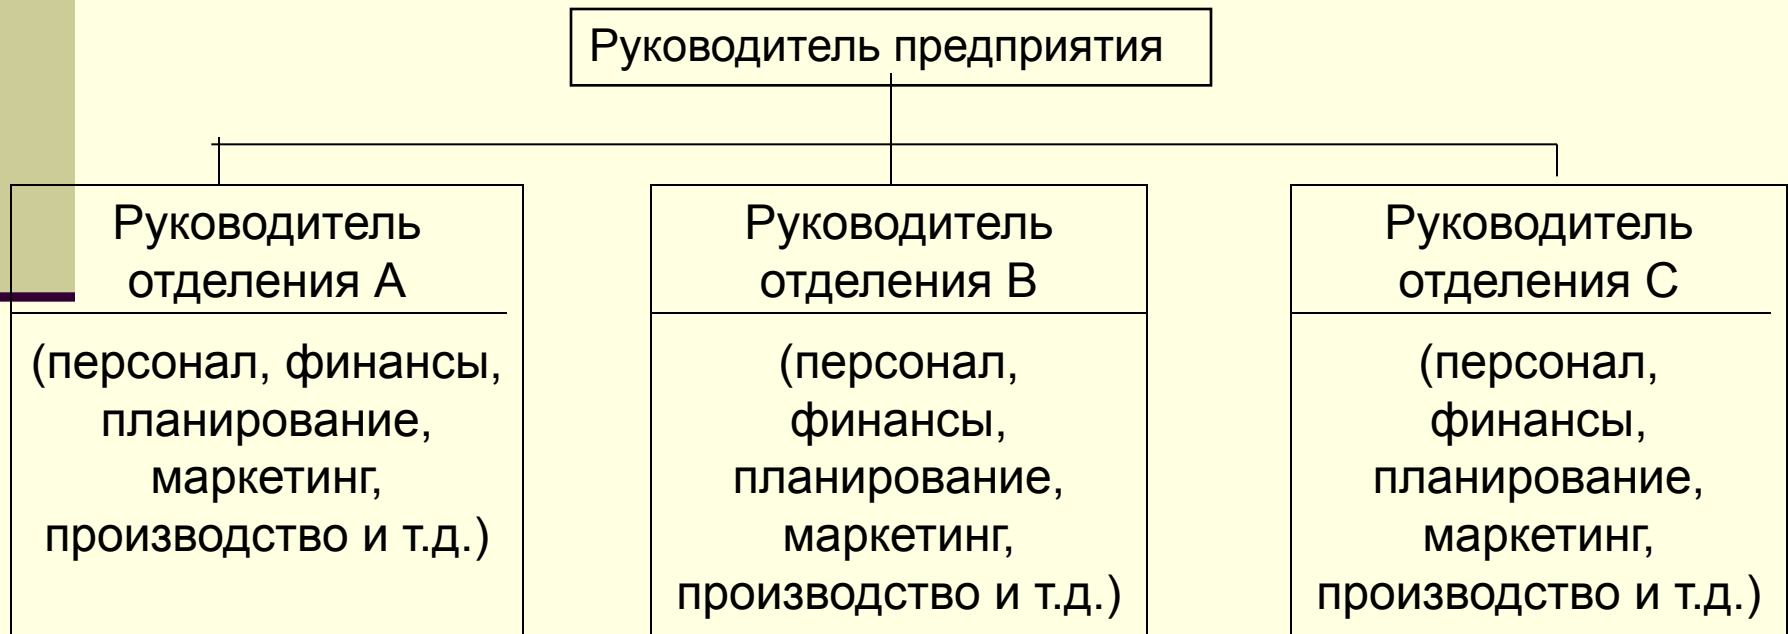 Руководитель предприятия
Руководитель
отделения А
(персонал, финансы,
планирование,
маркетинг,
производство и т.д.)
Руководитель
отделения В
(персонал,
финансы,
планирование,
маркетинг,
производство и т.д.)
Руководитель
отделения С
(персонал,
финансы,
планирование,
маркетинг,
производство и т.д.)